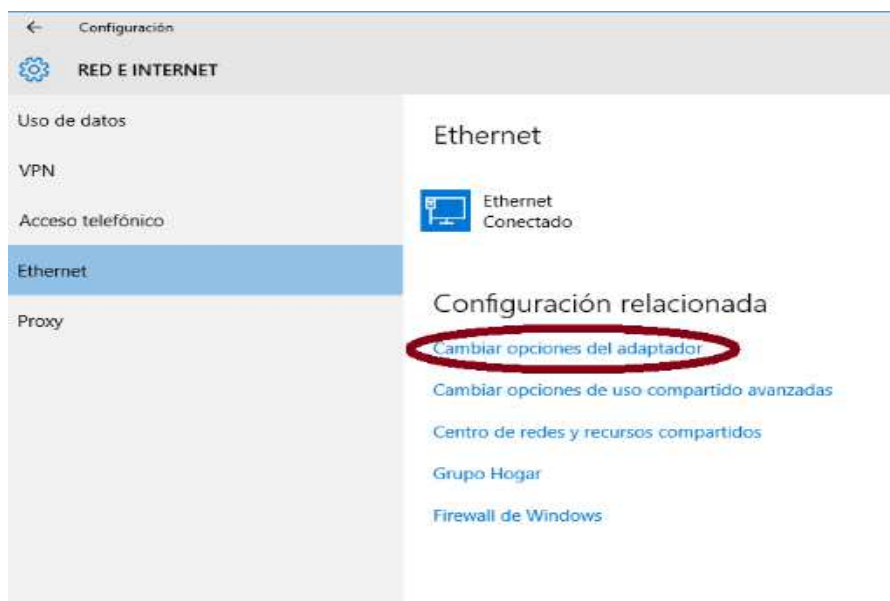 Configuración
RED E INTERNET
Uso de datos
VPN
Acceso telefónico
Ethernet
Proxy
Ethernet
Ethernet
Conectado
Configuración relacionada
Cambiar opciones del adaptador
Cambiar opciones de uso compartido avanzadas
Centro de redes y recursos compartidos
Grupo Hogar
Firewall de Windows